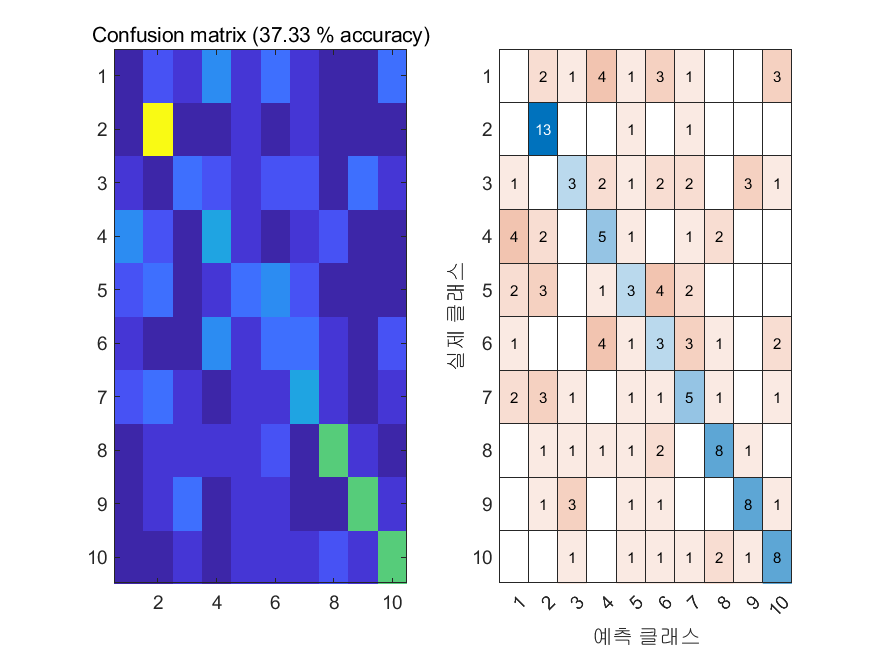 Confusion matrix (37.33 % accuracy)
1
2
3
4
5
6
7
8
9
10
2 4 6 8 10
실제 클래스
1 2 1 4 1 3 1 3
2 13 1 1
3 1 3 2 1 2 2 3 1
4 4 2 5 1 1 2
5 2 3 1 3 4 2
6 1 4 1 3 3 1 2
7 2 3 1 1 1 5 1 1
8 1 1 1 1 2 8 1
9 1 3 1 1 8 1
10 1 1 1 1 2 1 8
1 2 3 4 5 6 7 8 9 10
예측 클래스